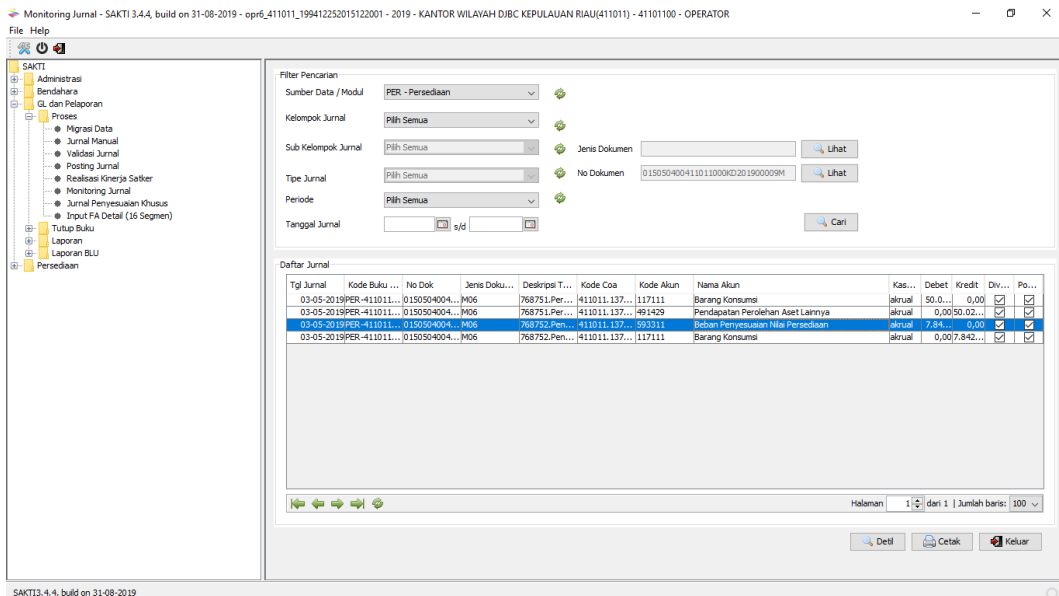 Monitoring Jurnal - SAKTI 3.4.4, build on 31-08-2019 - opr6_411011_199412252015122001 - 2019 - KANTOR WILAYAH DJBC KEPULAUAN RIAU(411011) - 41101100 - OPERATOR
File Help
SAKTI
Administrasi
Bendahara
GL dan Pelaporan
Proses
Migrasi Data
Jurnal Manual
Validasi Jurnal
Posting Jurnal
Realisasi Kinerja Satker
Monitoring Jurnal
Jurnal Penyesuaian Khusus
Input FA Detail (16 Segmen)
Tutup Buku
Laporan
Laporan BLU
Persediaan
Filter Pencarian
Sumber Data / Modul PER - Persediaan
Kelompok Jurnal Pilih Semua
Sub Kelompok Jurnal Pilih Semua Jenis Dokumen Lihat
Tipe Jurnal Pilih Semua No Dokumen 015050400411011000KD201900009M Lihat
Periode Pilih Semua
Tanggal Jurnal s/d Cari
Daftar Jurnal
Tgl Jurnal Kode Buku ... No Dok Jenis Doku... Deskripsi T... Kode Coa Kode Akun Nama Akun Kas... Debet Kredit Div... Po...
03-05-2019 PER-411011... 0150504004... M06 768751.Per... 411011.137... 117111 Barang Konsumsi akrual 50.0... 0,00
03-05-2019 PER-411011... 0150504004... M06 768751.Per... 411011.137... 491429 Pendapatan Perolehan Aset Lainnya akrual 0,00 50.02...
03-05-2019 PER-411011... 0150504004... M06 768752.Pen... 411011.137... 593311 Beban Penyesuaian Nilai Persediaan akrual 7.84... 0,00
03-05-2019 PER-411011... 0150504004... M06 768752.Pen... 411011.137... 117111 Barang Konsumsi akrual 0,00 7.842...
Halaman 1 dari 1 | Jumlah baris: 100
Detil Cetak Keluar
SAKTI3.4.4, build on 31-08-2019